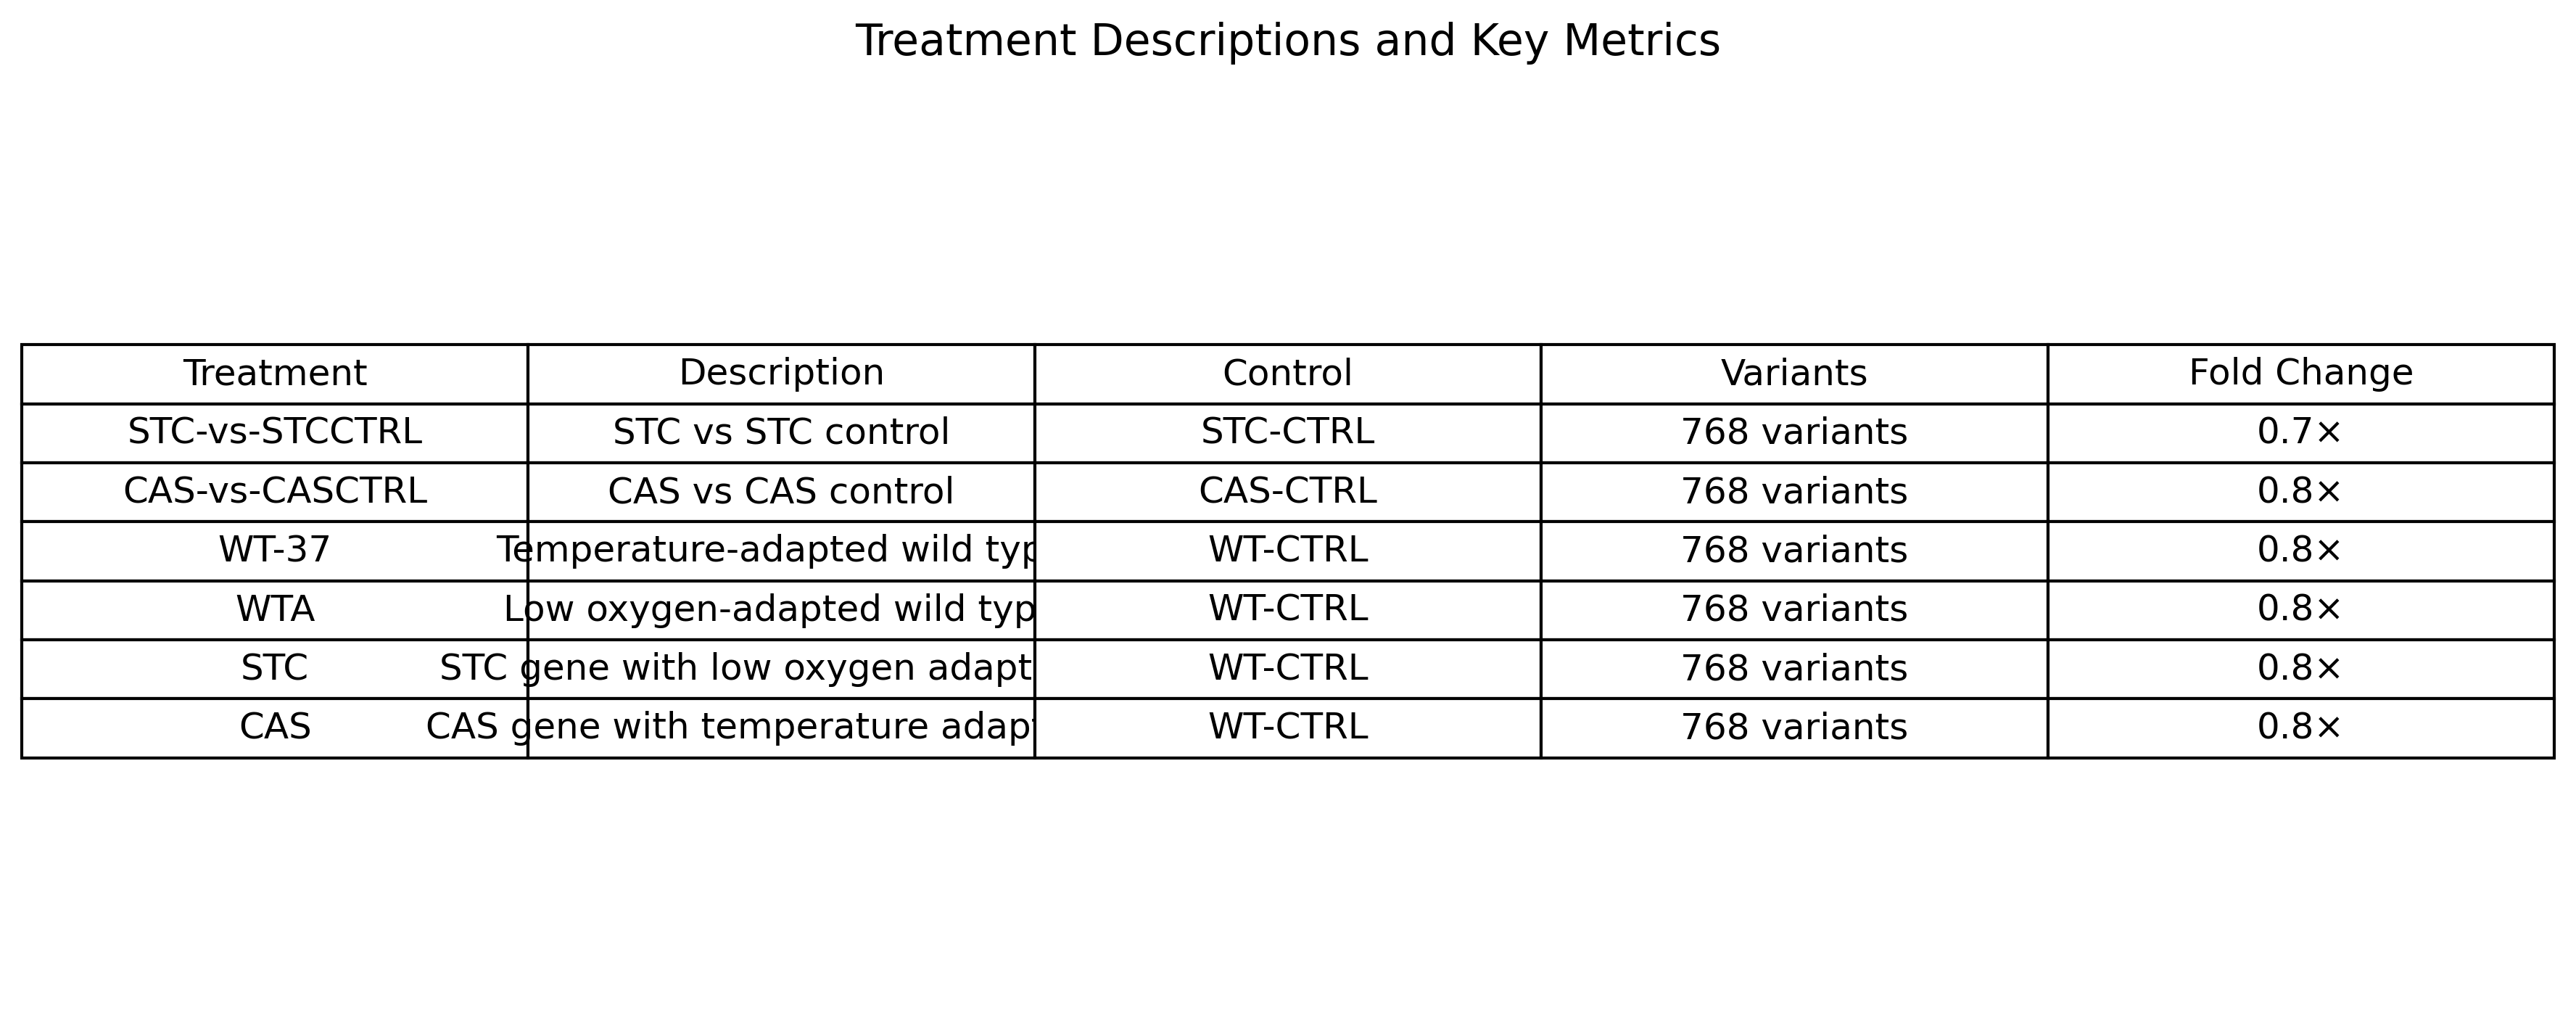 Treatment Descriptions and Key Metrics
Treatment Description Control Variants Fold Change
STC-vs-STCCTRL STC vs STC control STC-CTRL 768 variants 0.7×
CAS-vs-CASCTRL CAS vs CAS control CAS-CTRL 768 variants 0.8×
WT-37 Temperature-adapted wild typ WT-CTRL 768 variants 0.8×
WTA Low oxygen-adapted wild typ WT-CTRL 768 variants 0.8×
STC STC gene with low oxygen adapt WT-CTRL 768 variants 0.8×
CAS CAS gene with temperature adap WT-CTRL 768 variants 0.8×